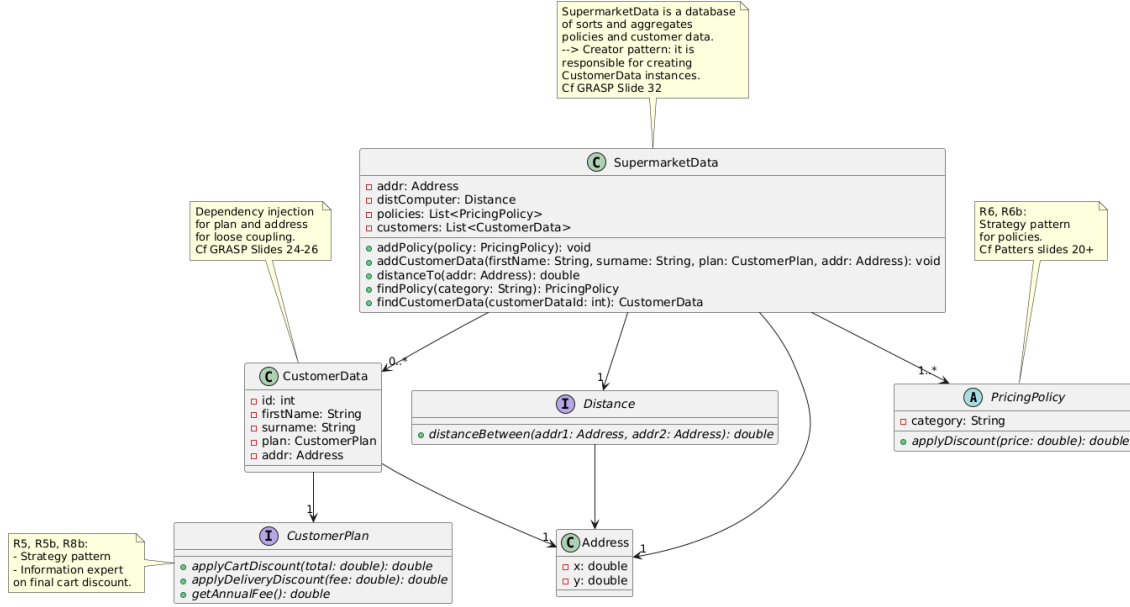 SupermarketData is a database
of sorts and aggregates
policies and customer data.
--> Creator pattern: it is
responsible for creating
CustomerData instances.
Cf GRASP Slide 32
C SupermarketData
addr: Address
distComputer: Distance
policies: List<PricingPolicy>
customers: List<CustomerData>
addPolicy(policy: PricingPolicy): void
addCustomerData(firstName: String, surname: String, plan: CustomerPlan, addr: Address): void
distanceTo(addr: Address): double
findPolicy(category: String): PricingPolicy
findCustomerData(customerDataId: int): CustomerData
Dependency injection
for plan and address
for loose coupling.
Cf GRASP Slides 24-26
R6, R6b:
Strategy pattern
for policies.
Cf Patters slides 20+
0..*
1
1..*
C CustomerData
id: int
firstName: String
surname: String
plan: CustomerPlan
addr: Address
I Distance
distanceBetween(addr1: Address, addr2: Address): double
A PricingPolicy
category: String
applyDiscount(price: double): double
1
1
1
R5, R5b, R8b:
- Strategy pattern
- Information expert
on final cart discount.
I CustomerPlan
applyCartDiscount(total: double): double
applyDeliveryDiscount(fee: double): double
getAnnualFee(): double
C Address
x: double
y: double